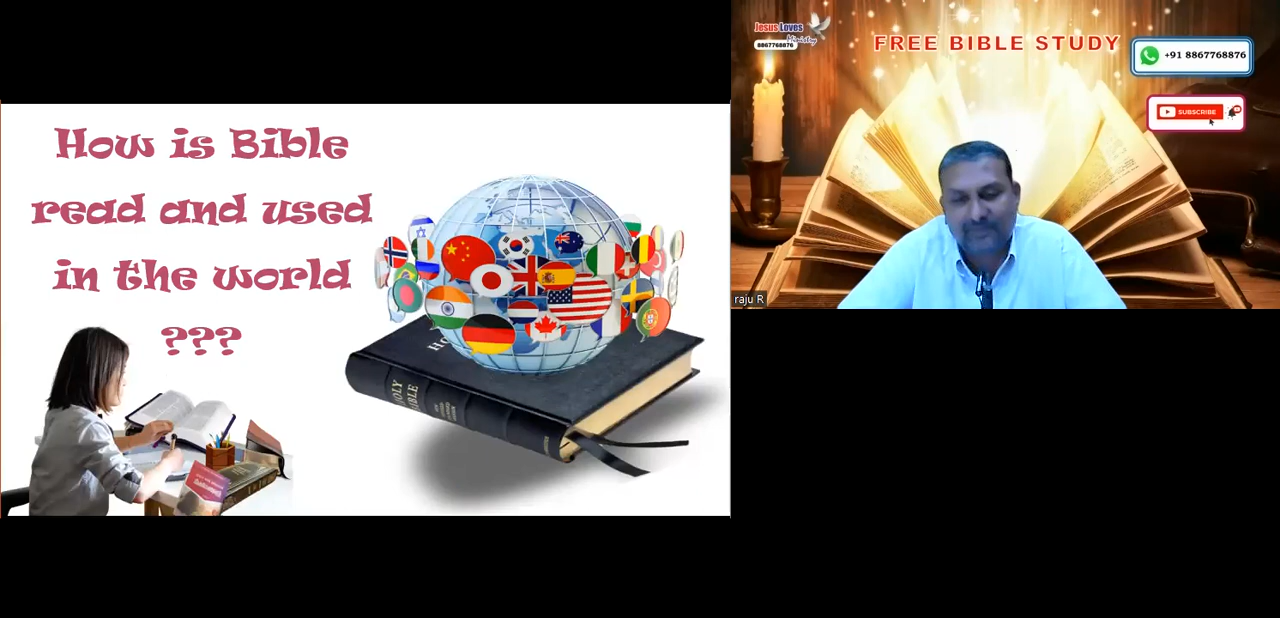 How is Bible
read and used
in the world
???
HOLY
BIBLE
Jesus Loves
Ministry
8867768876
FREE BIBLE STUDY
+91 8867768876
SUBSCRIBE
raju R